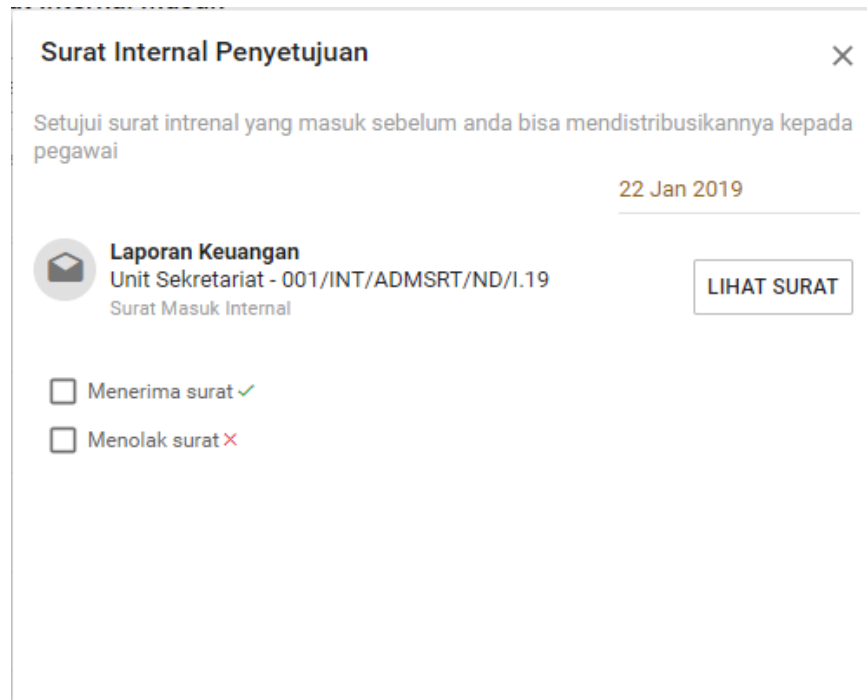 Surat Internal Penyetujuan
Setujui surat intrenal yang masuk sebelum anda bisa mendistribusikannya kepada
pegawai
22 Jan 2019
Laporan Keuangan
Unit Sekretariat - 001/INT/ADMSRT/ND/I.19
Surat Masuk Internal
LIHAT SURAT
Menerima surat
Menolak surat